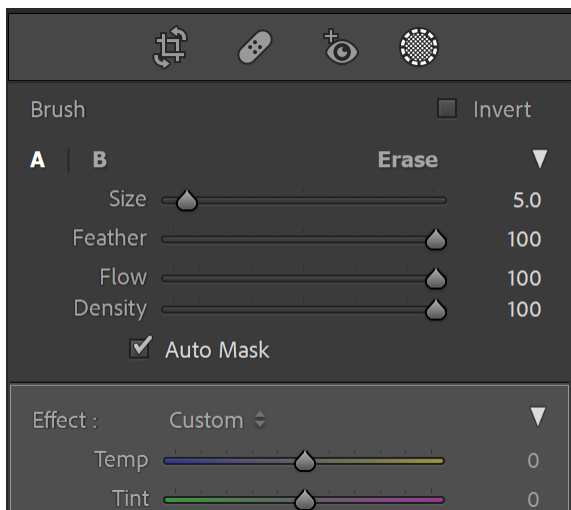 Brush Invert
A B Erase
Size 5.0
Feather 100
Flow 100
Density 100
Auto Mask
Effect : Custom
Temp 0
Tint 0